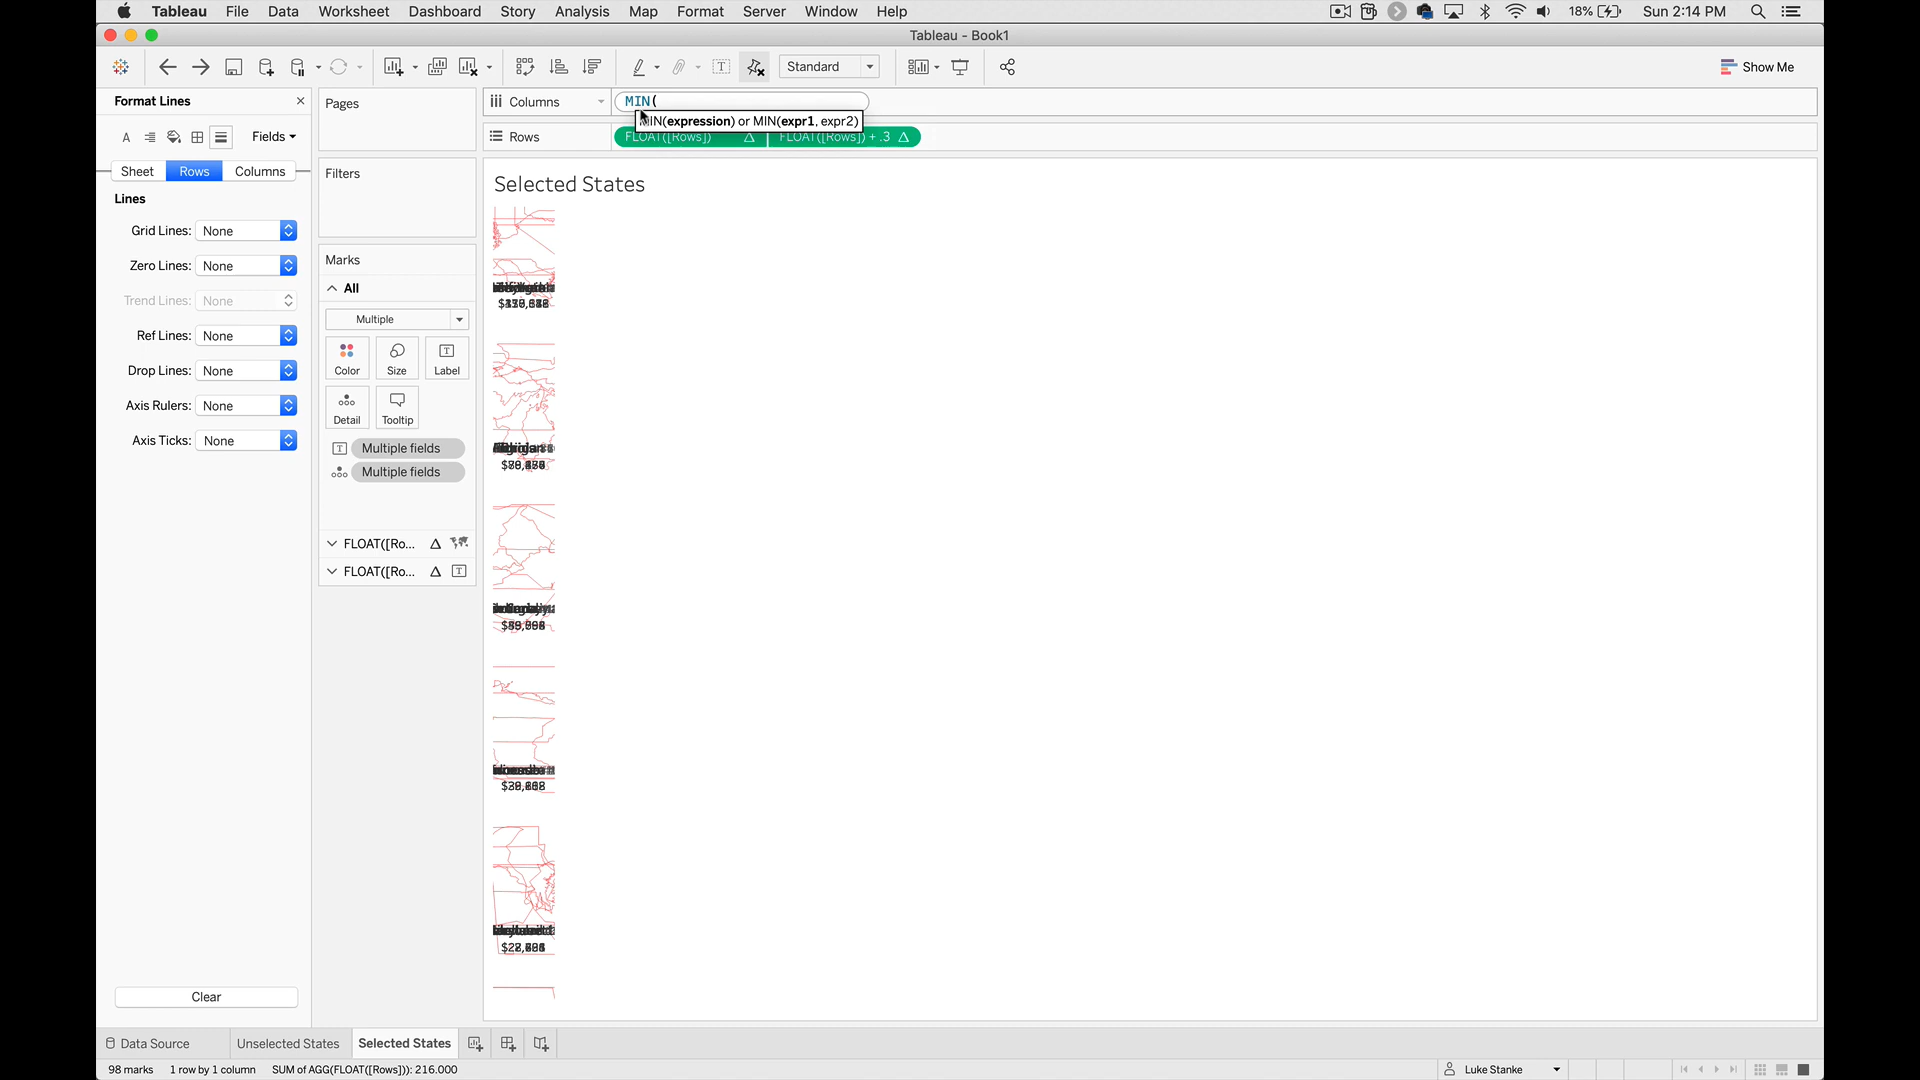 Tableau File Data Worksheet Dashboard Story Analysis Map Format Server Window Help 18% Sun 2:14 PM
Tableau - Book1
Standard Show Me
Format Lines
Fields
Sheet Rows Columns
Lines
Grid Lines: None
Zero Lines: None
Trend Lines: None
Ref Lines: None
Drop Lines: None
Axis Rulers: None
Axis Ticks: None
Clear
Pages
Filters
Marks
All
Multiple
Color Size Label
Detail Tooltip
Multiple fields
Multiple fields
FLOAT([Ro...
FLOAT([Ro...
Columns MIN(
MIN(expression) or MIN(expr1, expr2)
Rows FLOAT([Rows]) FLOAT([Rows]) + .3
Selected States
Data Source Unselected States Selected States
98 marks 1 row by 1 column SUM of AGG(FLOAT([Rows])): 216.000 Luke Stanke